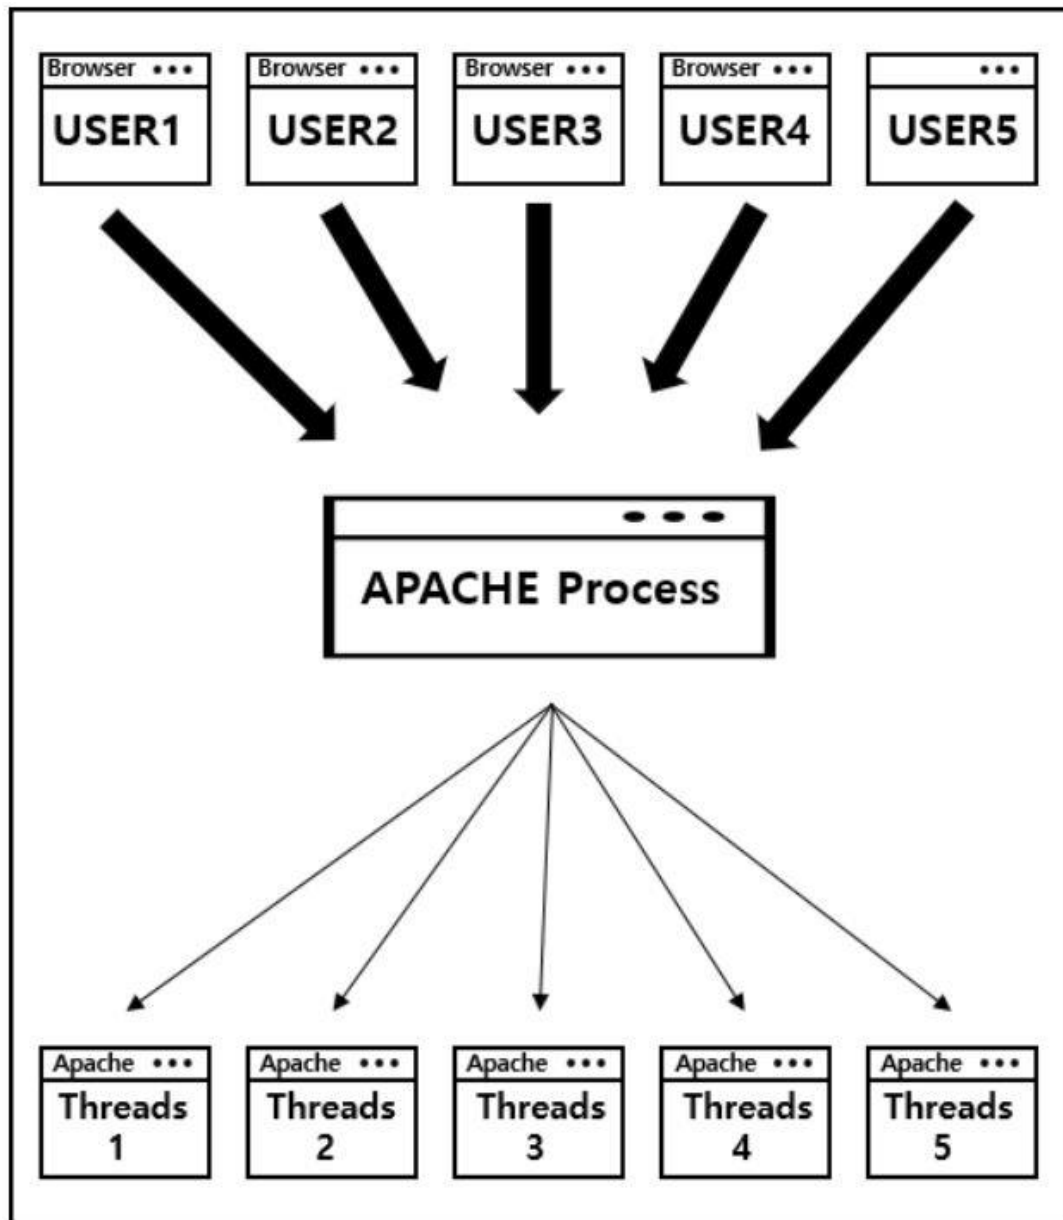 Browser
USER1
Browser
USER2
Browser
USER3
Browser
USER4
USER5
APACHE Process
Apache
Threads
1
Apache
Threads
2
Apache
Threads
3
Apache
Threads
4
Apache
Threads
5